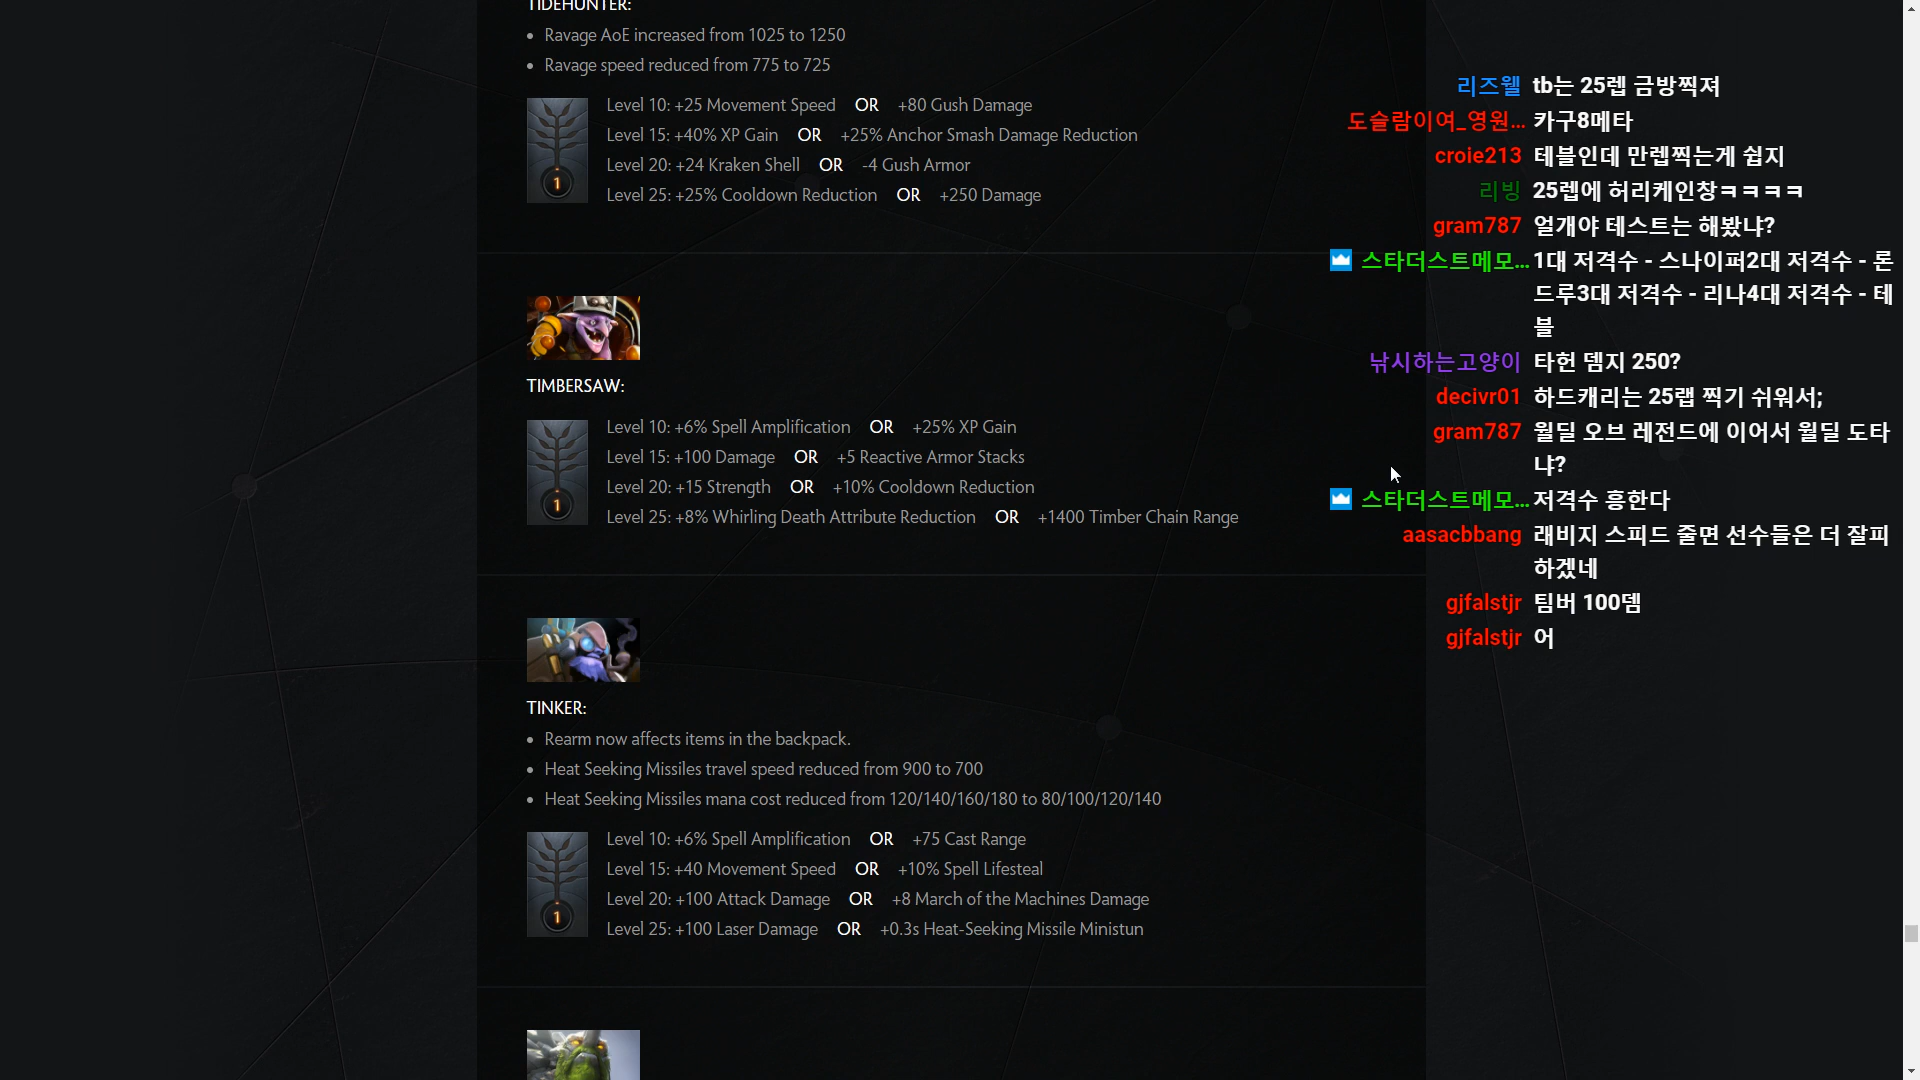 TIDEHUNTER:
Ravage AoE increased from 1025 to 1250
Ravage speed reduced from 775 to 725
Level 10: +25 Movement Speed OR +80 Gush Damage
Level 15: +40% XP Gain OR +25% Anchor Smash Damage Reduction
Level 20: +24 Kraken Shell OR -4 Gush Armor
Level 25: +25% Cooldown Reduction OR +250 Damage
1
TIMBERSAW:
Level 10: +6% Spell Amplification OR +25% XP Gain
Level 15: +100 Damage OR +5 Reactive Armor Stacks
Level 20: +15 Strength OR +10% Cooldown Reduction
Level 25: +8% Whirling Death Attribute Reduction OR +1400 Timber Chain Range
1
TINKER:
Rearm now affects items in the backpack.
Heat Seeking Missiles travel speed reduced from 900 to 700
Heat Seeking Missiles mana cost reduced from 120/140/160/180 to 80/100/120/140
Level 10: +6% Spell Amplification OR +75 Cast Range
Level 15: +40 Movement Speed OR +10% Spell Lifesteal
Level 20: +100 Attack Damage OR +8 March of the Machines Damage
Level 25: +100 Laser Damage OR +0.3s Heat-Seeking Missile Ministun
1
리즈웰 tb는 25렙 금방찍져
도슬람이여_영원... 카구8메타
croie213 테블인데 만렙찍는게 쉽지
리빙 25렙에 허리케인창ㅋㅋㅋㅋ
gram787 얼개야 테스트는 해봤냐?
스타더스트메모... 1대 저격수 - 스나이퍼2대 저격수 - 론
드루3대 저격수 - 리나4대 저격수 - 테
블
낚시하는고양이 타헌 뎀지 250?
decivr01 하드캐리는 25랩 찍기 쉬워서;
gram787 월딜 오브 레전드에 이어서 월딜 도타
냐?
스타더스트메모... 저격수 흥한다
aasacbbang 래비지 스피드 줄면 선수들은 더 잘피
하겠네
gjfalstjr 팀버 100뎀
gjfalstjr 어